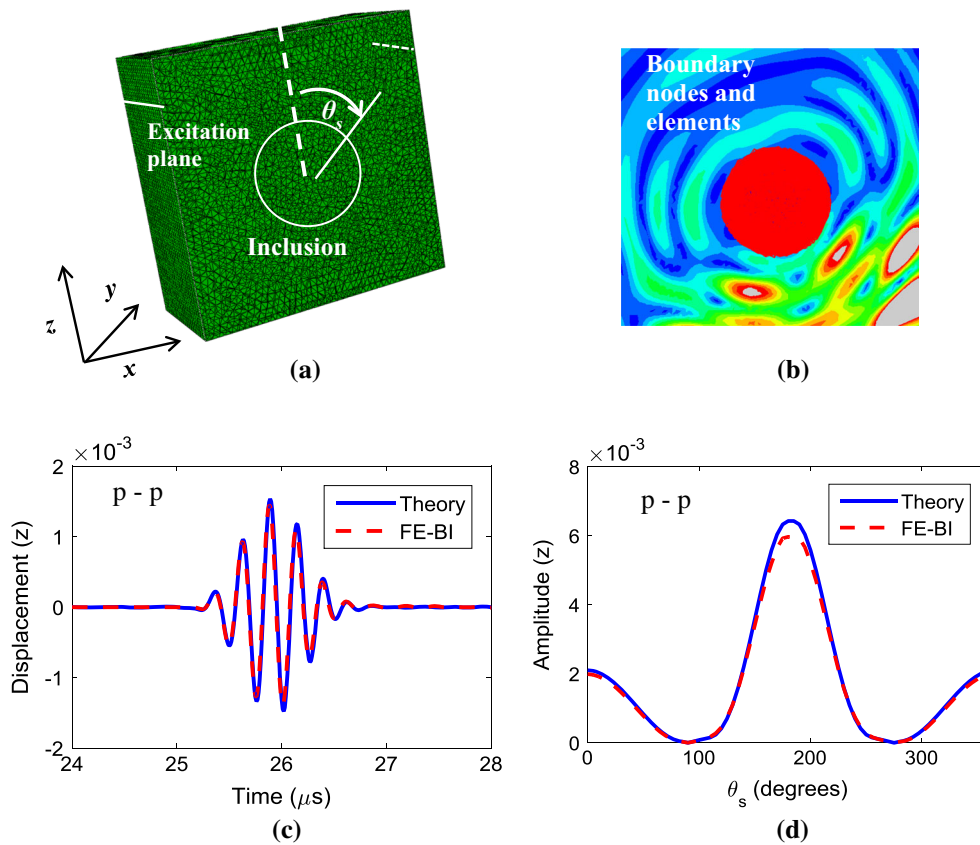 Excitation
plane
θs
Inclusion
z
y
x
(a)
Boundary
nodes and
elements
(b)
×10-3
p - p
Theory
FE-BI
Displacement (z)
2
1
0
-1
-2
24
25
26
27
28
Time (μs)
(c)
8
×10-3
p - p
Theory
FE-BI
Amplitude (z)
6
4
2
0
0
100
200
300
θs (degrees)
(d)